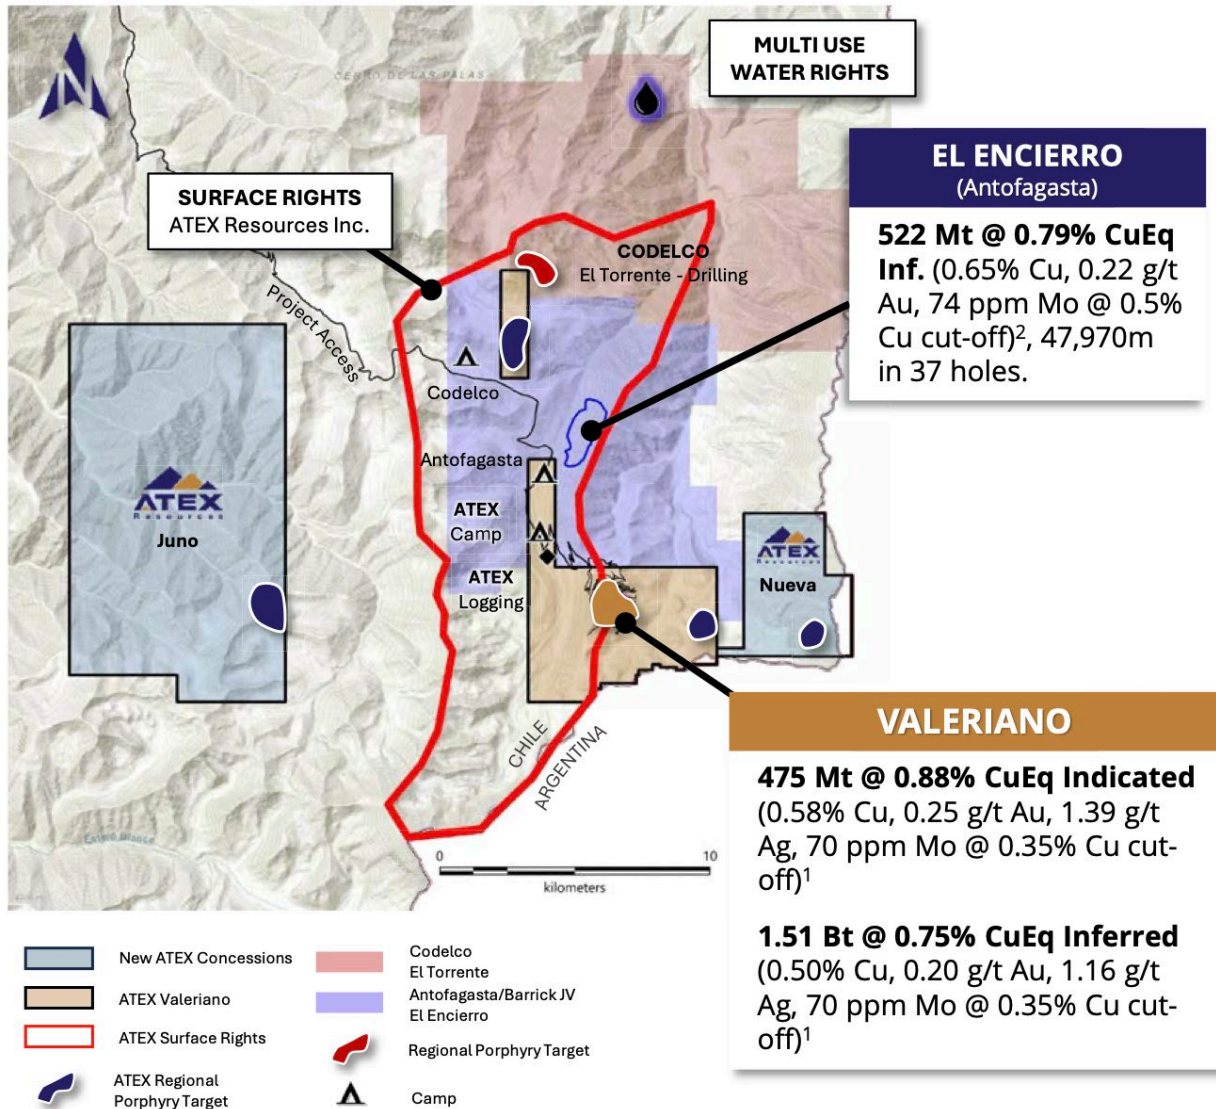 MULTI USE
WATER RIGHTS
CERRO DE LAS PALAS
N
SURFACE RIGHTS
ATEX Resources Inc.
EL ENCIERRO
(Antofagasta)
522 Mt @ 0.79% CuEq
Inf. (0.65% Cu, 0.22 g/t
Au, 74 ppm Mo @ 0.5%
Cu cut-off)², 47,970m
in 37 holes.
CODELCO
El Torrente - Drilling
Project Access
Codelco
Antofagasta
ATEX
Camp
ATEX
Logging
ATEX
Resources
Juno
ATEX
Resources
Nueva
CHILE
ARGENTINA
VALERIANO
475 Mt @ 0.88% CuEq Indicated
(0.58% Cu, 0.25 g/t Au, 1.39 g/t
Ag, 70 ppm Mo @ 0.35% Cu cut-
off)¹
1.51 Bt @ 0.75% CuEq Inferred
(0.50% Cu, 0.20 g/t Au, 1.16 g/t
Ag, 70 ppm Mo @ 0.35% Cu cut-
off)¹
0 10
kilometers
New ATEX Concessions
ATEX Valeriano
ATEX Surface Rights
ATEX Regional
Porphyry Target
Codelco
El Torrente
Antofagasta/Barrick JV
El Encierro
Regional Porphyry Target
Camp